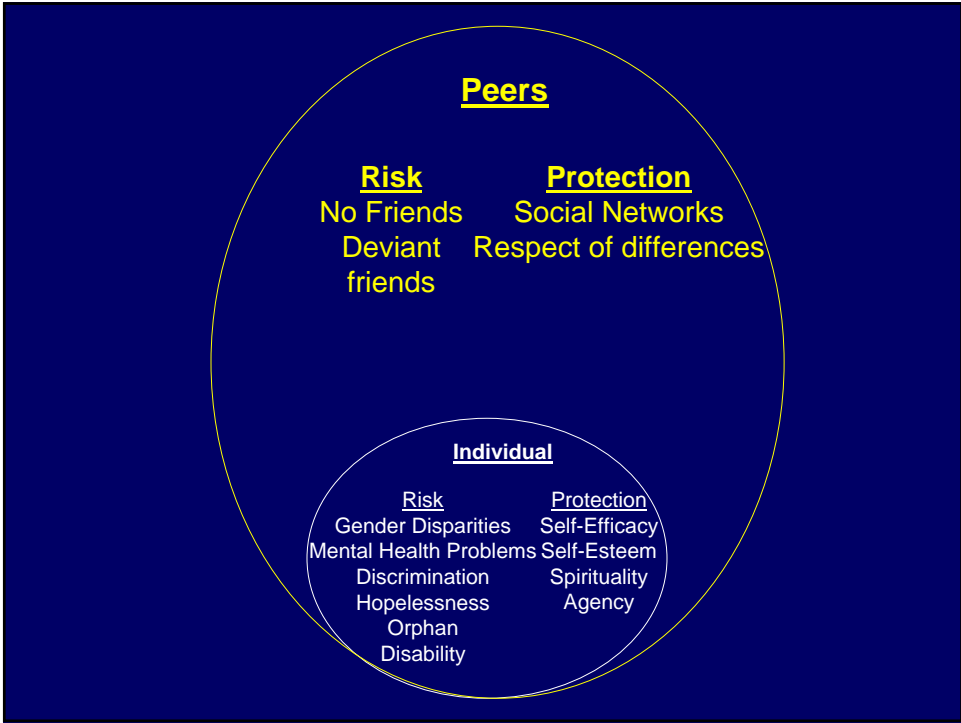 Peers
Risk Protection
No Friends Social Networks
Deviant Respect of differences
friends
Individual
Risk Protection
Gender Disparities Self-Efficacy
Mental Health Problems Self-Esteem
Discrimination Spirituality
Hopelessness Agency
Orphan
Disability